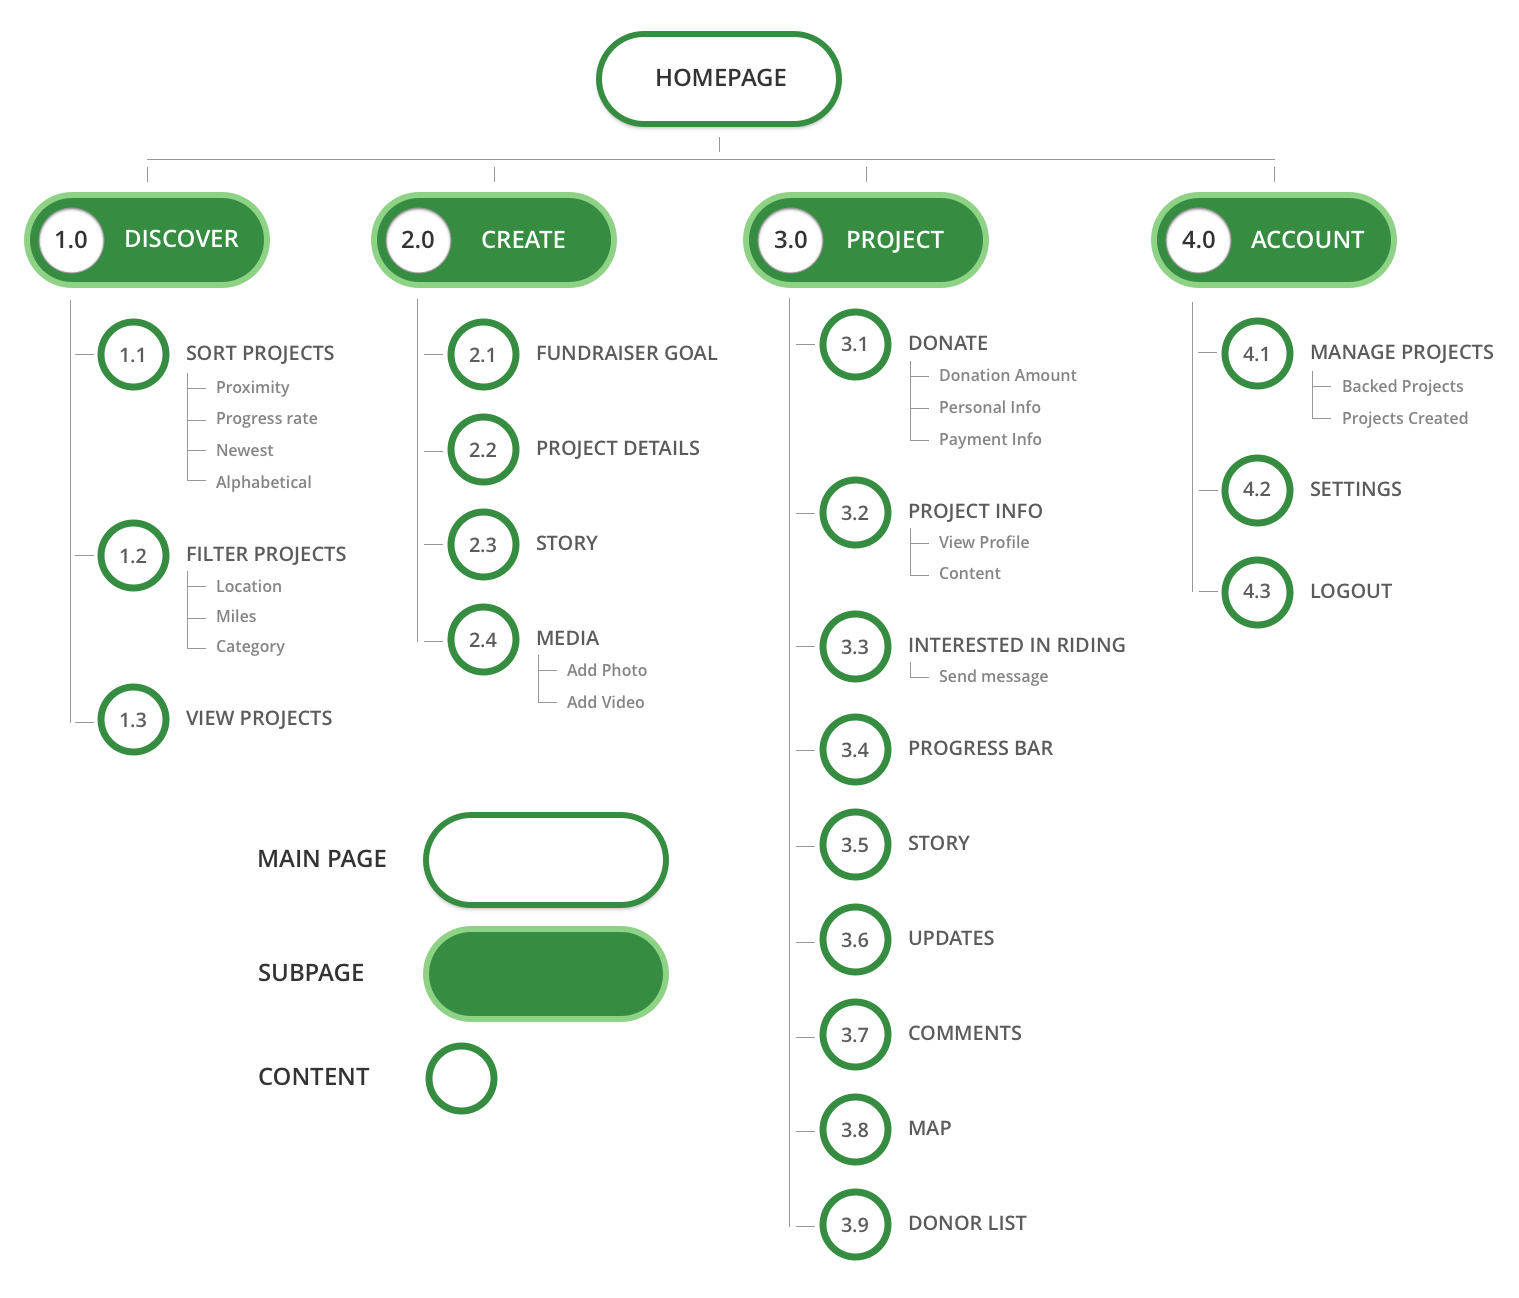 HOMEPAGE
1.0 DISCOVER
1.1 SORT PROJECTS
Proximity
Progress rate
Newest
Alphabetical
1.2 FILTER PROJECTS
Location
Miles
Category
1.3 VIEW PROJECTS
2.0 CREATE
2.1 FUNDRAISER GOAL
2.2 PROJECT DETAILS
2.3 STORY
2.4 MEDIA
Add Photo
Add Video
3.0 PROJECT
3.1 DONATE
Donation Amount
Personal Info
Payment Info
3.2 PROJECT INFO
View Profile
Content
3.3 INTERESTED IN RIDING
Send message
3.4 PROGRESS BAR
3.5 STORY
3.6 UPDATES
3.7 COMMENTS
3.8 MAP
3.9 DONOR LIST
4.0 ACCOUNT
4.1 MANAGE PROJECTS
Backed Projects
Projects Created
4.2 SETTINGS
4.3 LOGOUT
MAIN PAGE
SUBPAGE
CONTENT